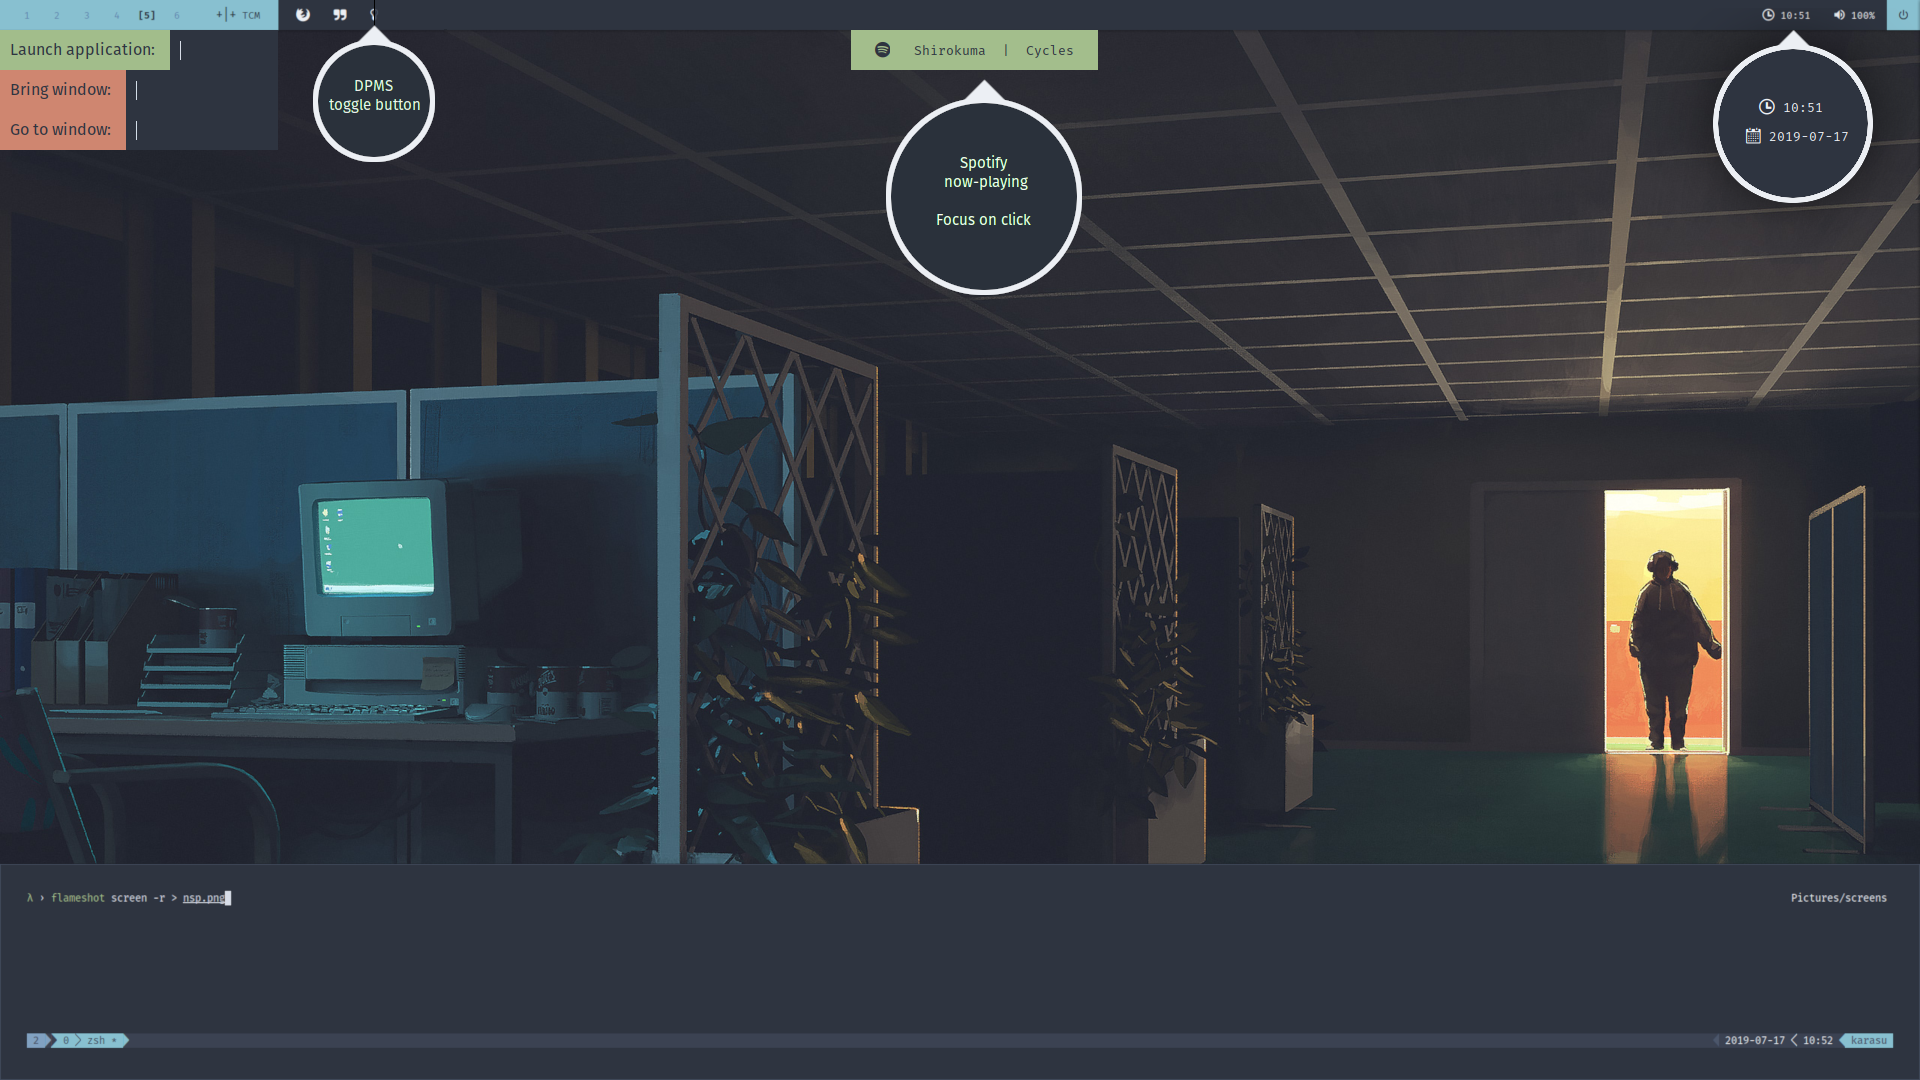 1 2 3 4 [5] 6 +|+ TCM
10:51 100%
Launch application:
Bring window:
Go to window:
DPMS
toggle button
Shirokuma | Cycles
Spotify
now-playing
Focus on click
10:51
2019-07-17
λ › flameshot screen -r > nsp.png
Pictures/screens
2 0 zsh *
2019-07-17 10:52 karasu